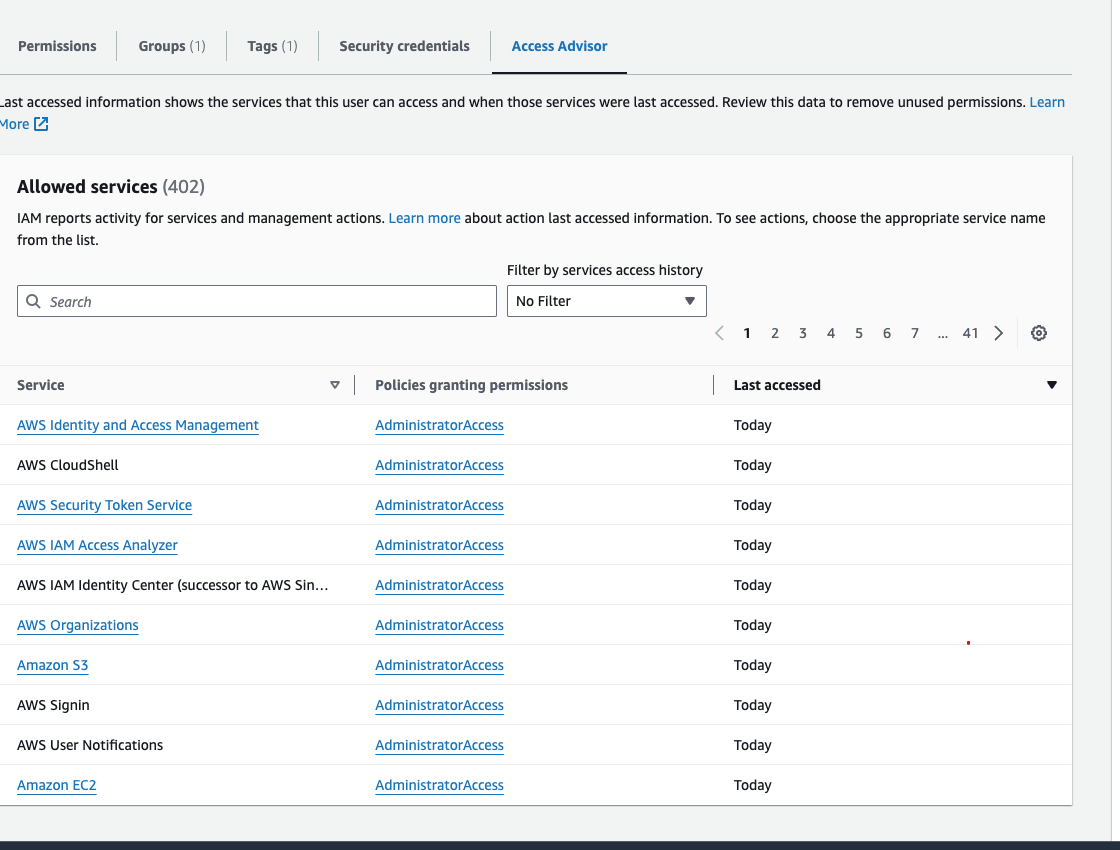 Permissions Groups (1) Tags (1) Security credentials Access Advisor
Last accessed information shows the services that this user can access and when those services were last accessed. Review this data to remove unused permissions. Learn
More
Allowed services (402)
IAM reports activity for services and management actions. Learn more about action last accessed information. To see actions, choose the appropriate service name
from the list.
Filter by services access history
Search No Filter
1 2 3 4 5 6 7 ... 41
Service Policies granting permissions Last accessed
AWS Identity and Access Management AdministratorAccess Today
AWS CloudShell AdministratorAccess Today
AWS Security Token Service AdministratorAccess Today
AWS IAM Access Analyzer AdministratorAccess Today
AWS IAM Identity Center (successor to AWS Sin... AdministratorAccess Today
AWS Organizations AdministratorAccess Today
Amazon S3 AdministratorAccess Today
AWS Signin AdministratorAccess Today
AWS User Notifications AdministratorAccess Today
Amazon EC2 AdministratorAccess Today